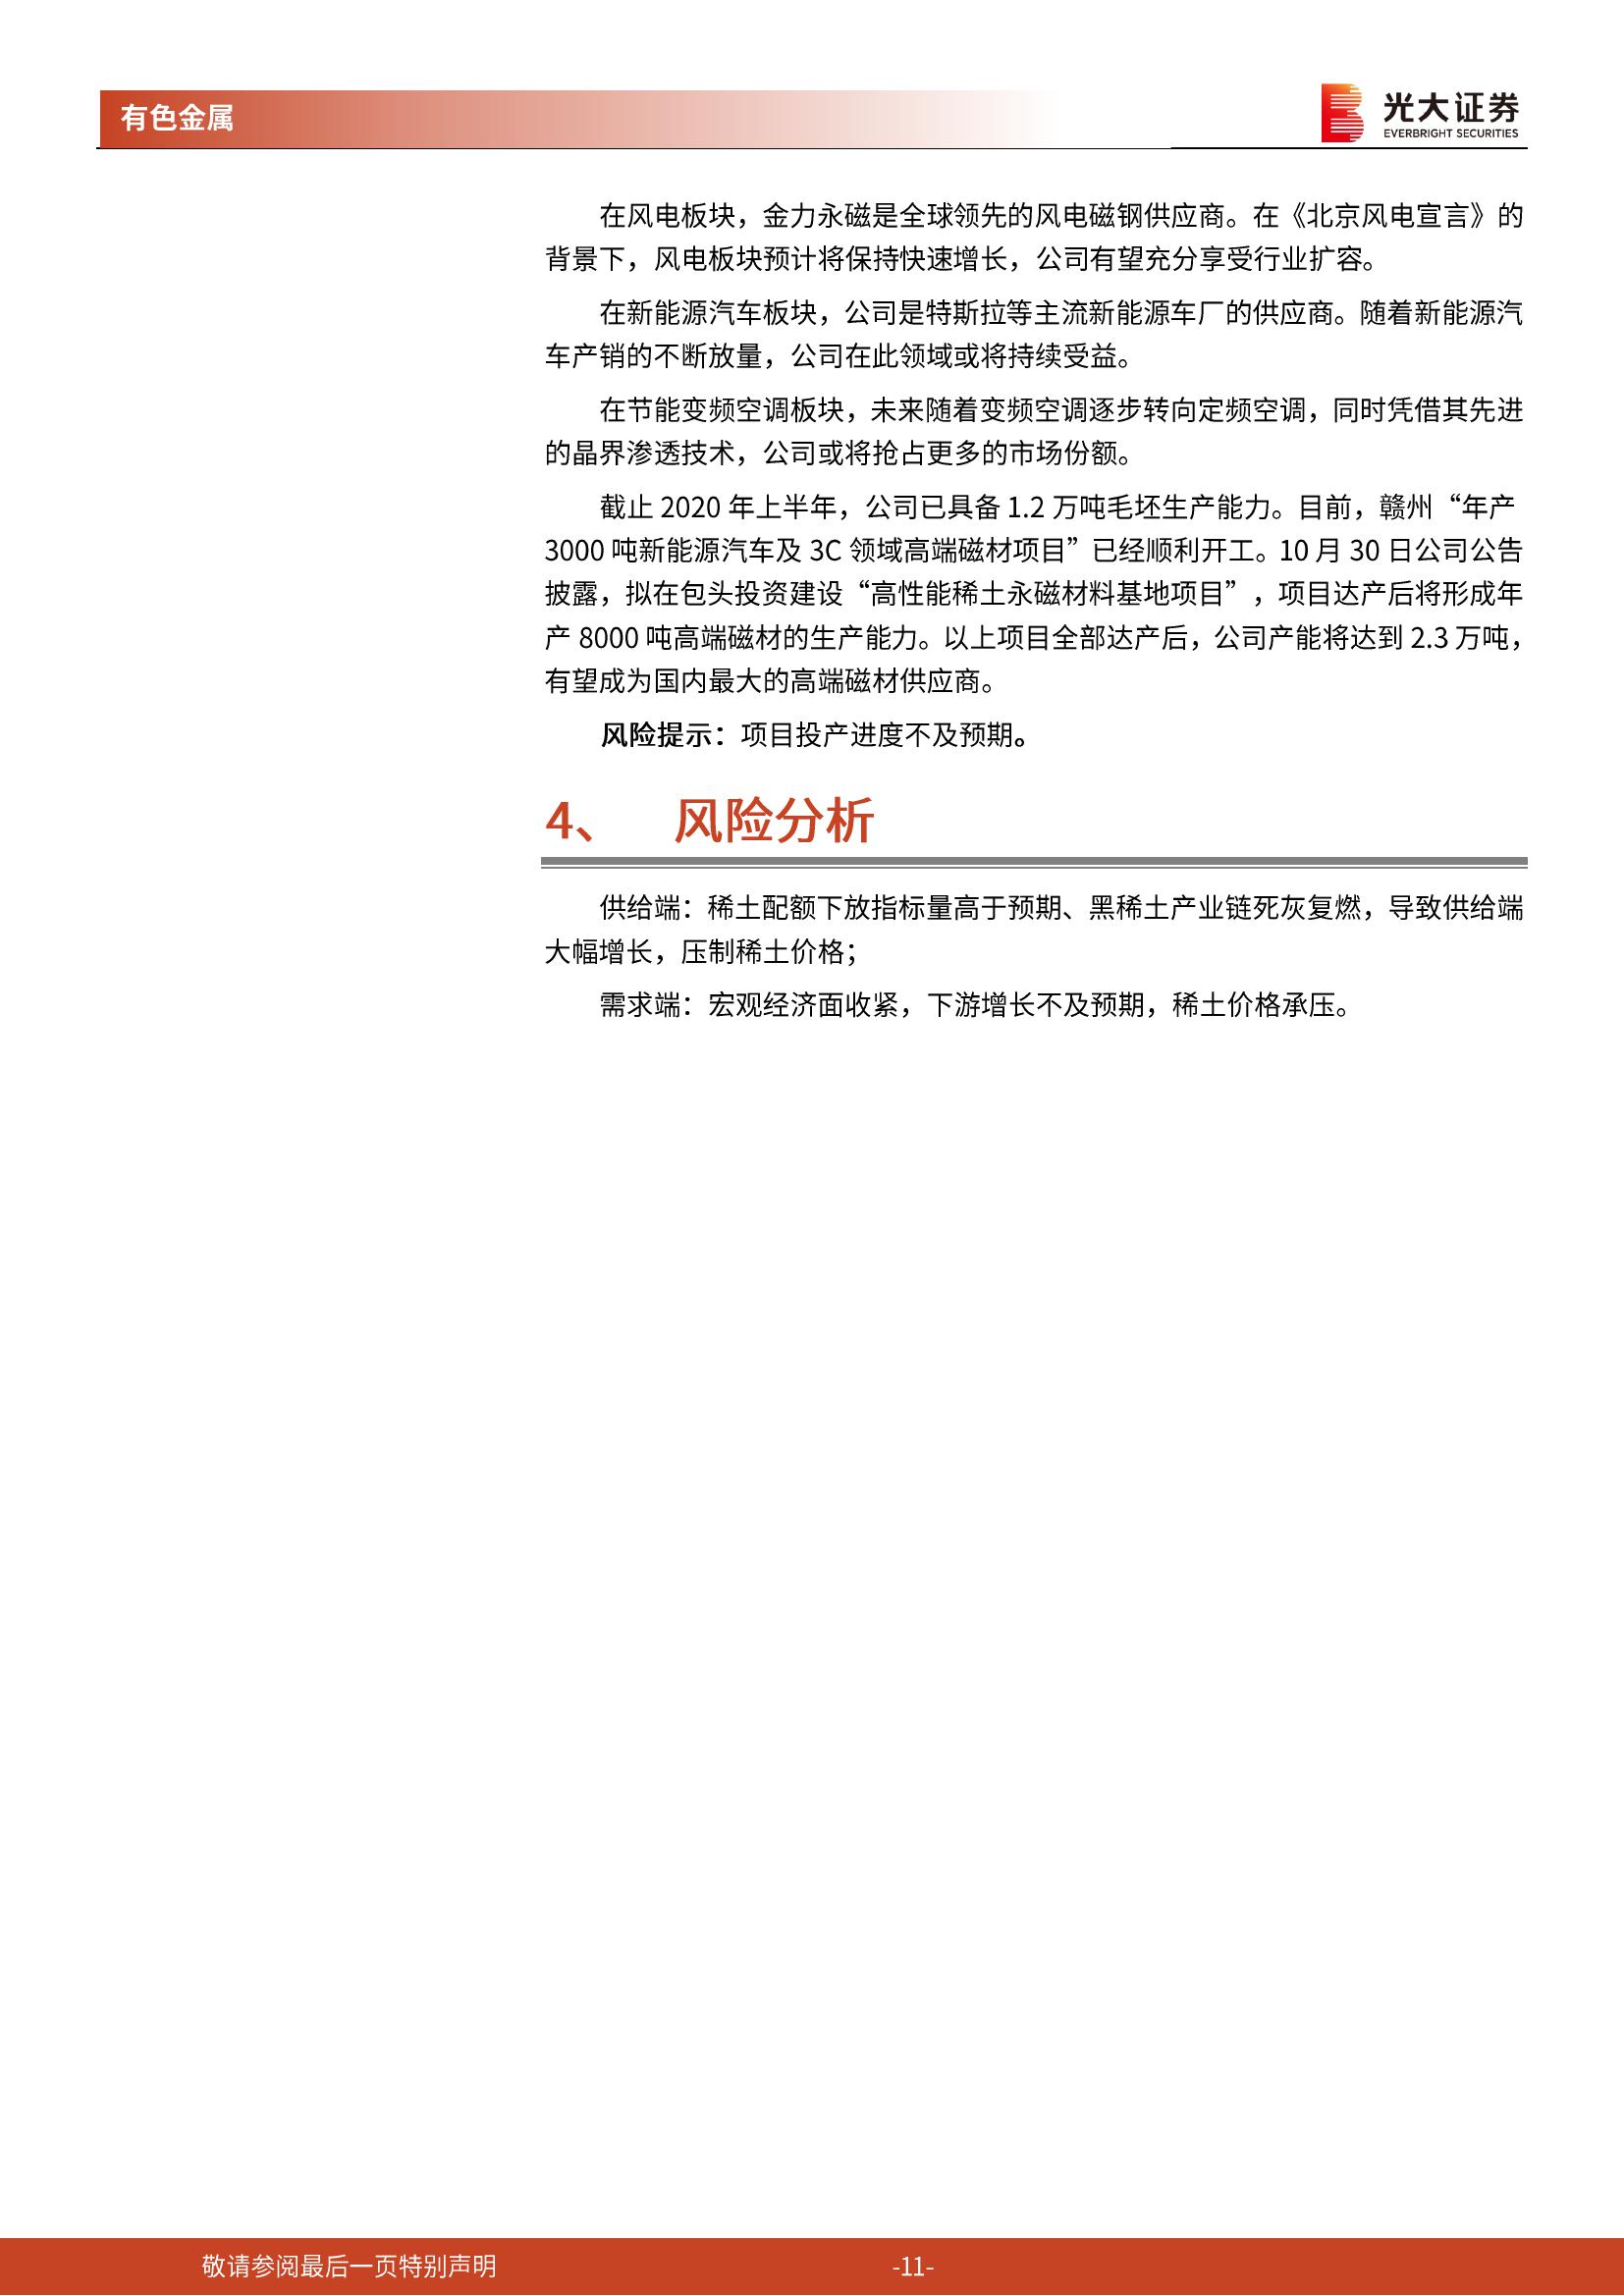 有色金属
光大证券
EVERBRIGHT SECURITIES
在风电板块，金力永磁是全球领先的风电磁钢供应商。在《北京风电宣言》的
背景下，风电板块预计将保持快速增长，公司有望充分享受行业扩容。
在新能源汽车板块，公司是特斯拉等主流新能源车厂的供应商。随着新能源汽
车产销的不断放量，公司在此领域或将持续受益。
在节能变频空调板块，未来随着变频空调逐步转向定频空调，同时凭借其先进
的晶界渗透技术，公司或将抢占更多的市场份额。
截止 2020 年上半年，公司已具备 1.2 万吨毛坯生产能力。目前，赣州“年产
3000 吨新能源汽车及 3C 领域高端磁材项目”已经顺利开工。10 月 30 日公司公告
披露，拟在包头投资建设“高性能稀土永磁材料基地项目”，项目达产后将形成年
产 8000 吨高端磁材的生产能力。以上项目全部达产后，公司产能将达到 2.3 万吨，
有望成为国内最大的高端磁材供应商。
风险提示：项目投产进度不及预期。
4、 风险分析
供给端：稀土配额下放指标量高于预期、黑稀土产业链死灰复燃，导致供给端
大幅增长，压制稀土价格；
需求端：宏观经济面收紧，下游增长不及预期，稀土价格承压。
敬请参阅最后一页特别声明
-11-